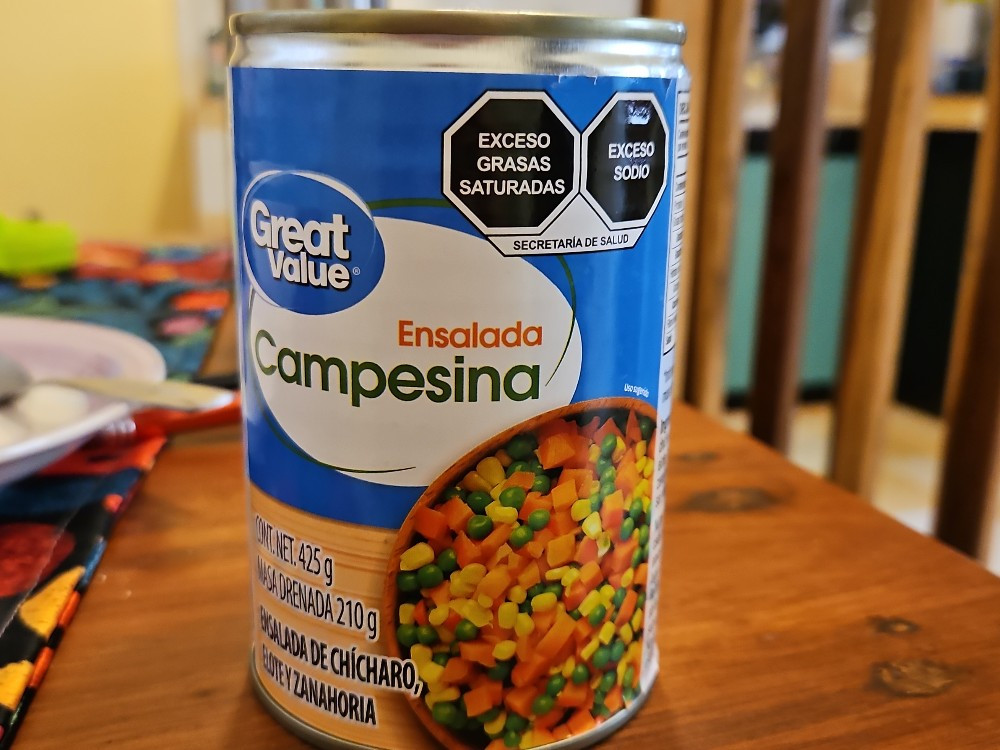 EXCESO
GRASAS
SATURADAS
EXCESO
SODIO
SECRETARÍA DE SALUD
Great
Value®
Ensalada
Campesina
Uso sugerido
CONT. NET. 425 g
MASA DRENADA 210 g
ENSALADA DE CHÍCHARO,
ELOTE Y ZANAHORIA